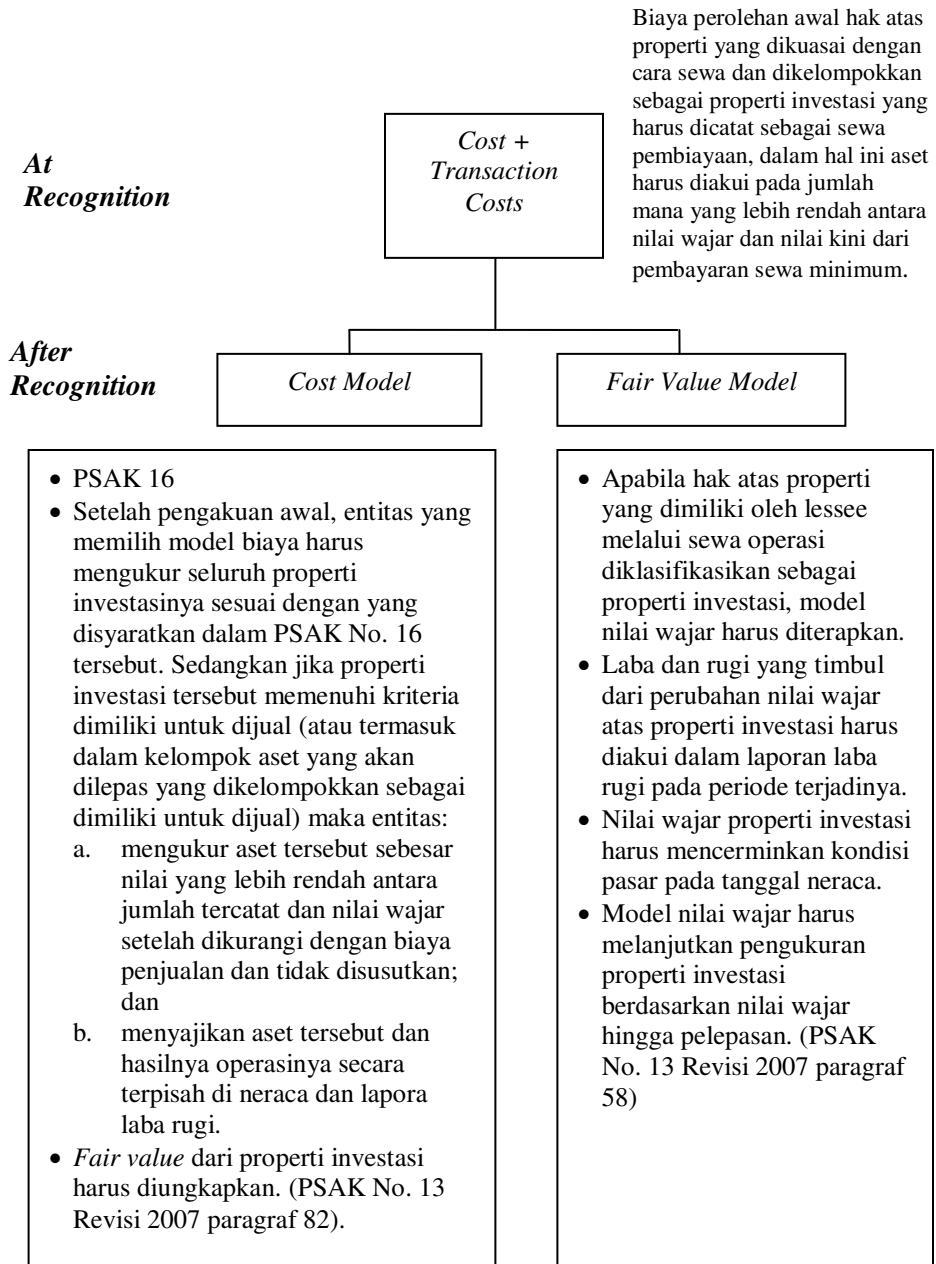 Biaya perolehan awal hak atas
properti yang dikuasai dengan
cara sewa dan dikelompokkan
sebagai properti investasi yang
harus dicatat sebagai sewa
pembiayaan, dalam hal ini aset
harus diakui pada jumlah
mana yang lebih rendah antara
nilai wajar dan nilai kini dari
pembayaran sewa minimum.
At
Recognition
Cost +
Transaction
Costs
After
Recognition
Cost Model
Fair Value Model
• PSAK 16
• Setelah pengakuan awal, entitas yang
memilih model biaya harus
mengukur seluruh properti
investasinya sesuai dengan yang
disyaratkan dalam PSAK No. 16
tersebut. Sedangkan jika properti
investasi tersebut memenuhi kriteria
dimiliki untuk dijual (atau termasuk
dalam kelompok aset yang akan
dilepas yang dikelompokkan sebagai
dimiliki untuk dijual) maka entitas:
a. mengukur aset tersebut sebesar
nilai yang lebih rendah antara
jumlah tercatat dan nilai wajar
setelah dikurangi dengan biaya
penjualan dan tidak disusutkan;
dan
b. menyajikan aset tersebut dan
hasilnya operasinya secara
terpisah di neraca dan lapora
laba rugi.
• Fair value dari properti investasi
harus diungkapkan. (PSAK No. 13
Revisi 2007 paragraf 82).
• Apabila hak atas properti
yang dimiliki oleh lessee
melalui sewa operasi
diklasifikasikan sebagai
properti investasi, model
nilai wajar harus diterapkan.
• Laba dan rugi yang timbul
dari perubahan nilai wajar
atas properti investasi harus
diakui dalam laporan laba
rugi pada periode terjadinya.
• Nilai wajar properti investasi
harus mencerminkan kondisi
pasar pada tanggal neraca.
• Model nilai wajar harus
melanjutkan pengukuran
properti investasi
berdasarkan nilai wajar
hingga pelepasan. (PSAK
No. 13 Revisi 2007 paragraf
58)